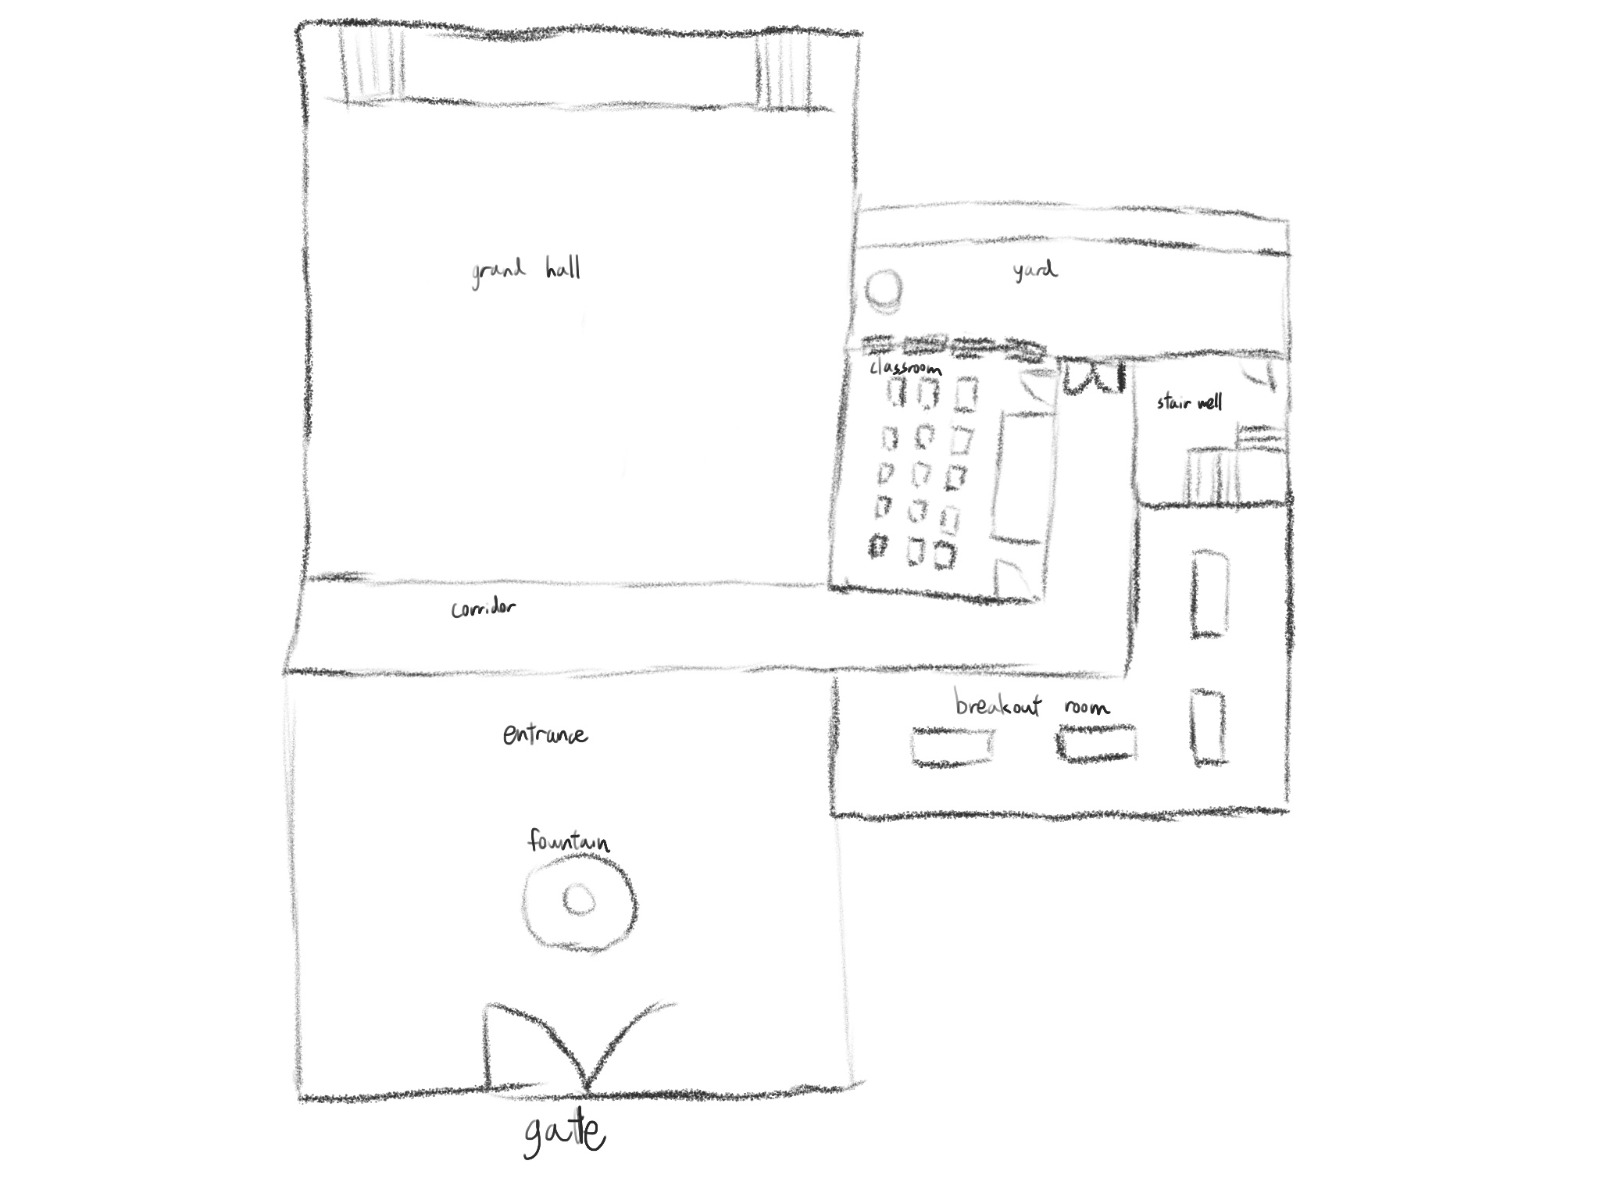 grand hall
yard
classroom
stair well
corridor
breakout room
entrance
fountain
gate